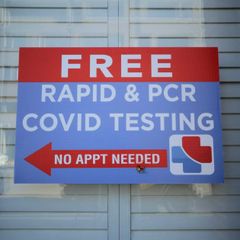 FREE
RAPID & PCR
COVID TESTING
NO APPT NEEDED